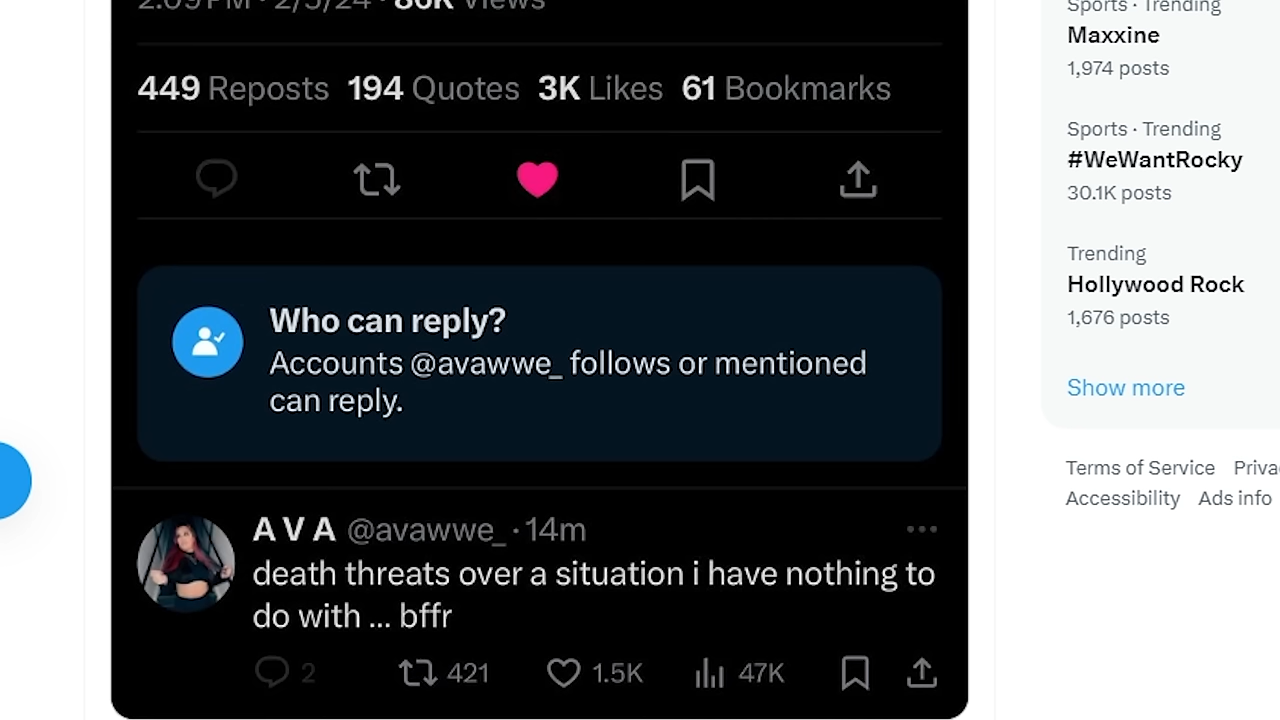 2:09 PM · 2/5/24 · 86K Views
449 Reposts 194 Quotes 3K Likes 61 Bookmarks
Who can reply?
Accounts @avawwe_ follows or mentioned
can reply.
A V A @avawwe_ · 14m
death threats over a situation i have nothing to
do with ... bffr
2 421 1.5K 47K
Sports · Trending
Maxxine
1,974 posts
Sports · Trending
#WeWantRocky
30.1K posts
Trending
Hollywood Rock
1,676 posts
Show more
Terms of Service
Accessibility Ads info